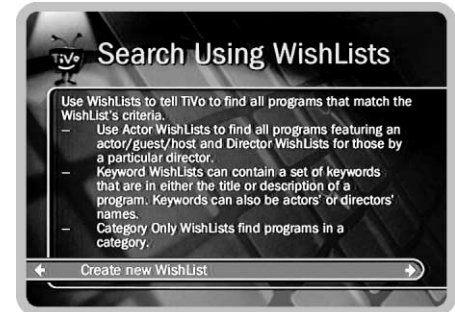 TiVo
Search Using WishLists
Use WishLists to tell TiVo to find all programs that match the
WishList's criteria.
– Use Actor WishLists to find all programs featuring an
actor/guest/host and Director WishLists for those by
a particular director.
– Keyword WishLists can contain a set of keywords
that are in either the title or description of a
program. Keywords can also be actors' or directors'
names.
– Category Only WishLists find programs in a
category.
Create new WishList